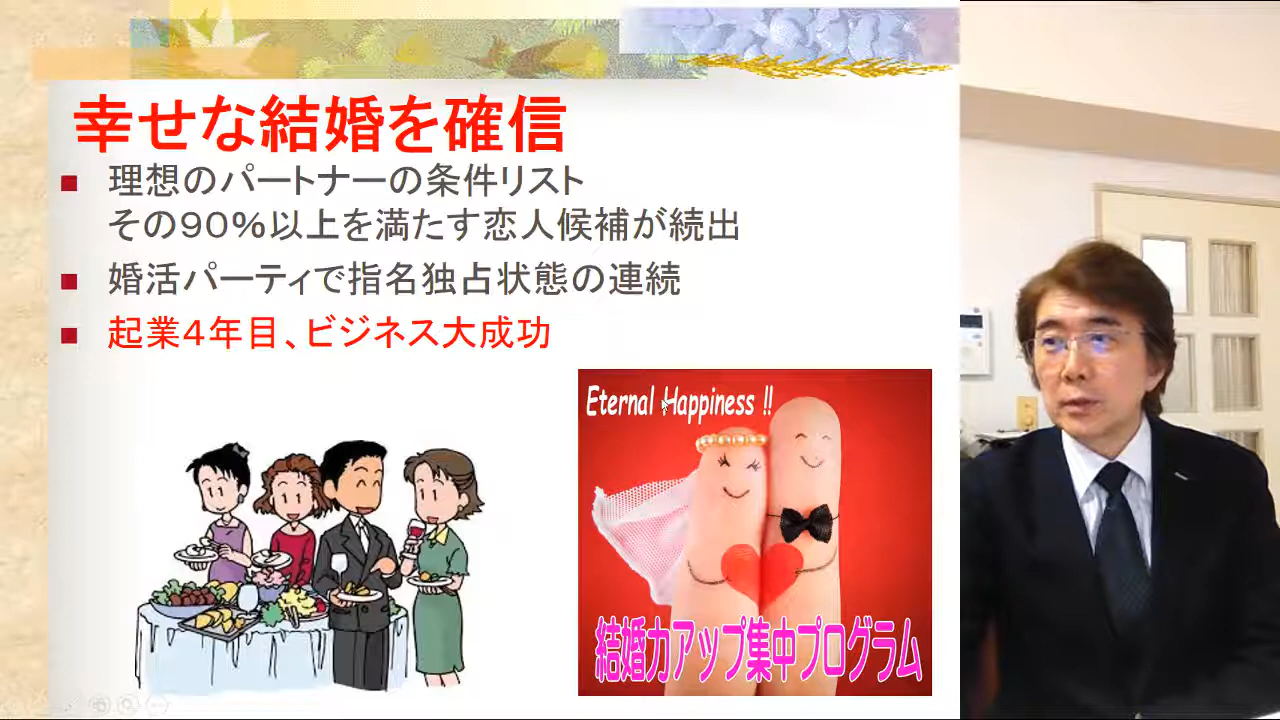 幸せな結婚を確信
理想のパートナーの条件リスト
その９０％以上を満たす恋人候補が続出
婚活パーティで指名独占状態の連続
起業４年目、ビジネス大成功
Eternal Happiness !!
結婚力アップ集中プログラム